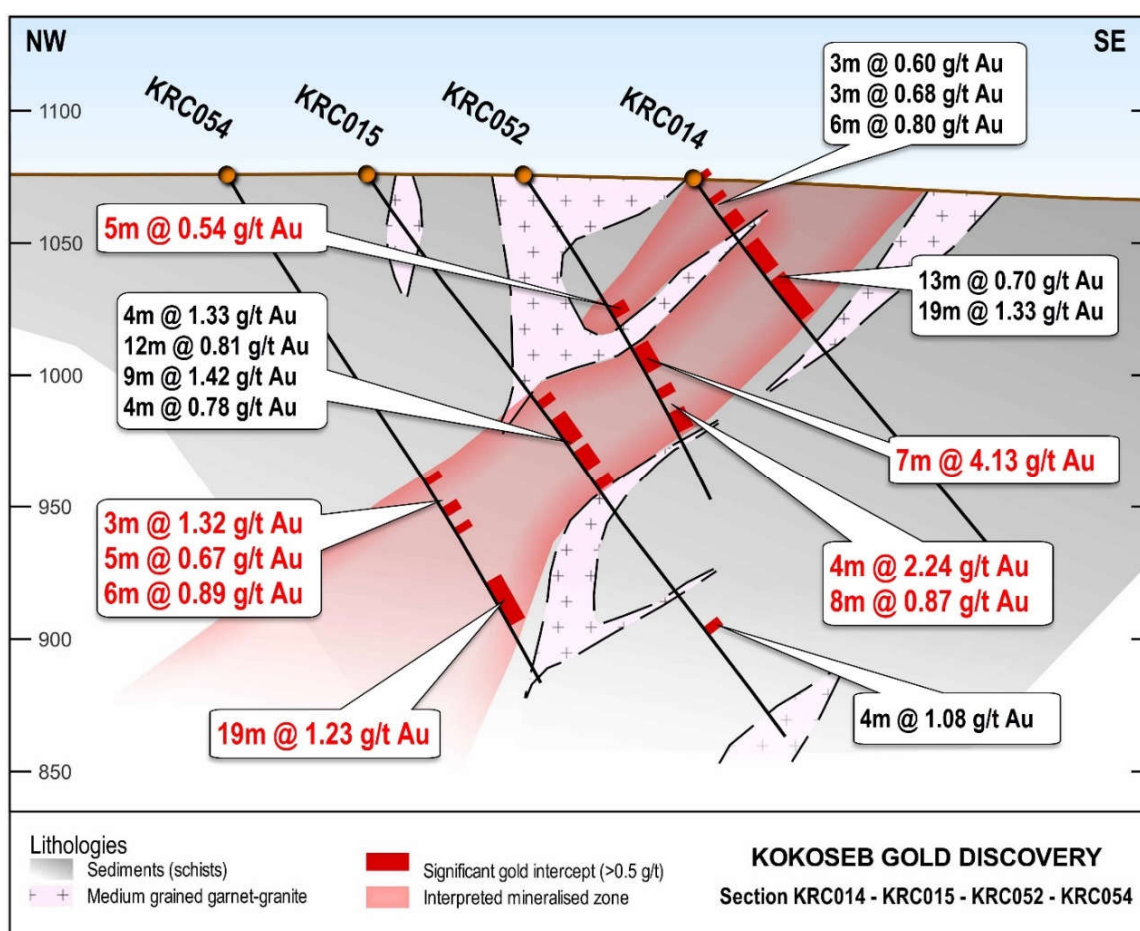 NW
SE
KRC054
KRC015
KRC052
KRC014
3m @ 0.60 g/t Au
3m @ 0.68 g/t Au
6m @ 0.80 g/t Au
1100
5m @ 0.54 g/t Au
1050
13m @ 0.70 g/t Au
19m @ 1.33 g/t Au
4m @ 1.33 g/t Au
12m @ 0.81 g/t Au
9m @ 1.42 g/t Au
4m @ 0.78 g/t Au
1000
7m @ 4.13 g/t Au
950
3m @ 1.32 g/t Au
5m @ 0.67 g/t Au
6m @ 0.89 g/t Au
4m @ 2.24 g/t Au
8m @ 0.87 g/t Au
900
19m @ 1.23 g/t Au
4m @ 1.08 g/t Au
850
Lithologies
Sediments (schists)
Medium grained garnet-granite
Significant gold intercept (>0.5 g/t)
Interpreted mineralised zone
KOKOSEB GOLD DISCOVERY
Section KRC014 - KRC015 - KRC052 - KRC054